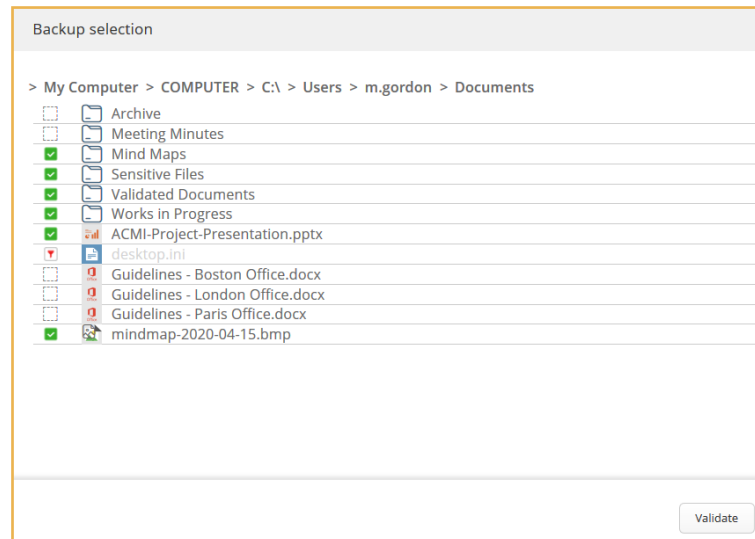 Backup selection
> My Computer > COMPUTER > C:\ > Users > m.gordon > Documents
Archive
Meeting Minutes
Mind Maps
Sensitive Files
Validated Documents
Works in Progress
ACMI-Project-Presentation.pptx
desktop.ini
Guidelines - Boston Office.docx
Guidelines - London Office.docx
Guidelines - Paris Office.docx
mindmap-2020-04-15.bmp
Validate